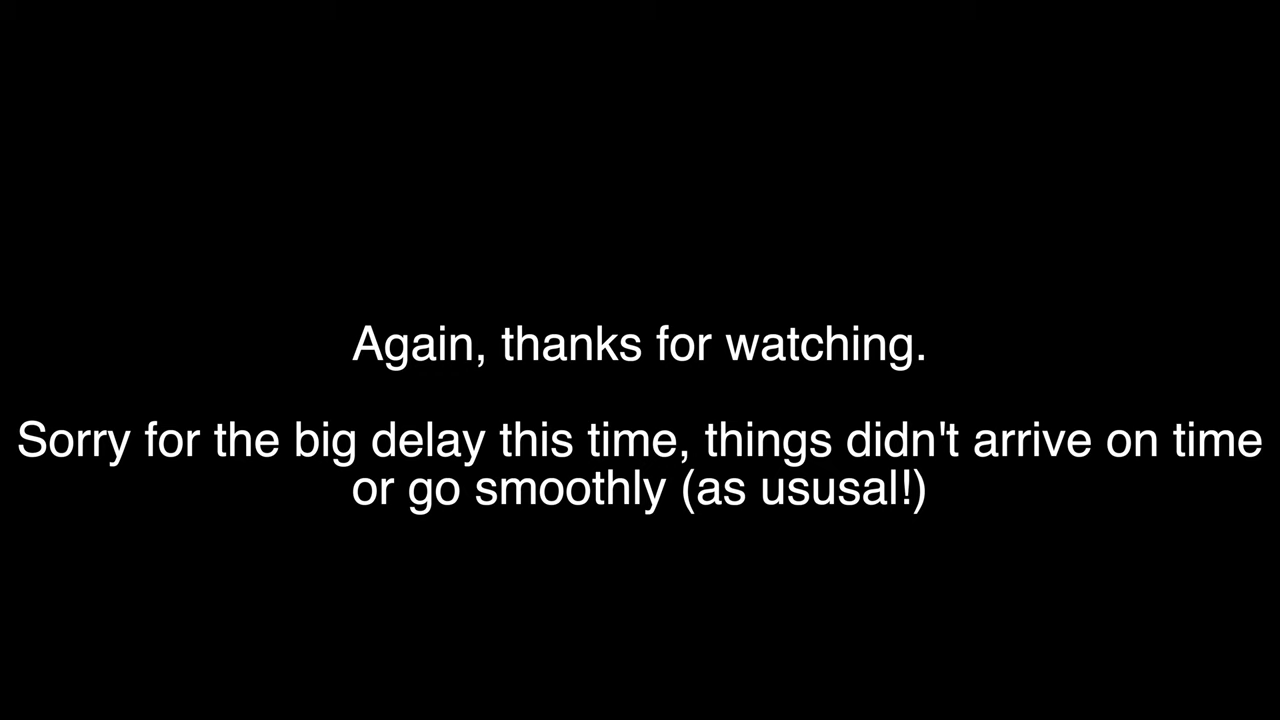 Again, thanks for watching.
Sorry for the big delay this time, things didn't arrive on time
or go smoothly (as ususal!)